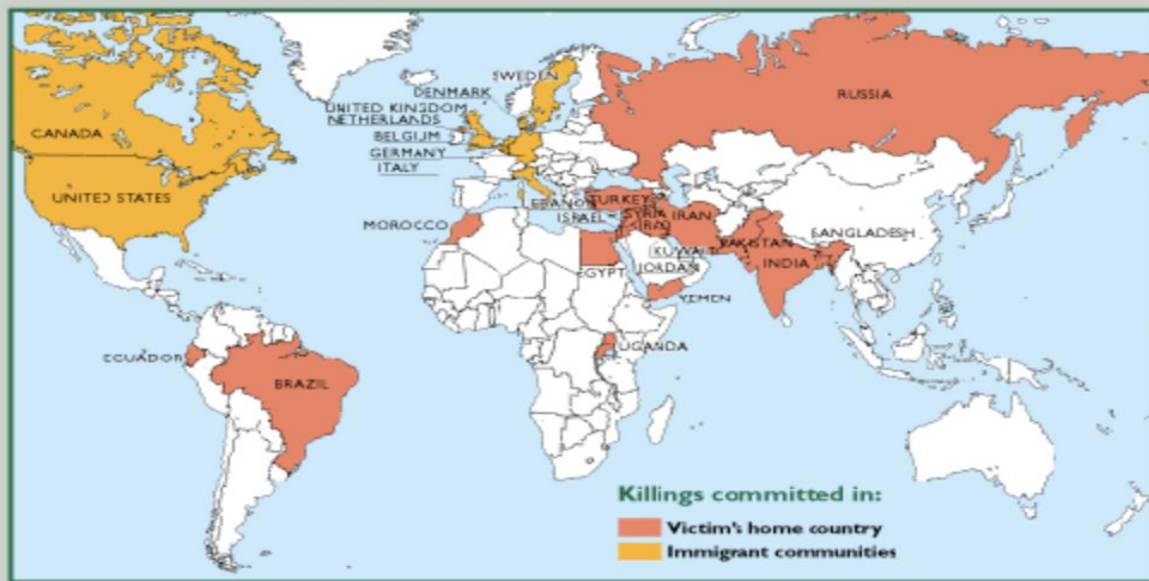 SWEDEN
DENMARK
RUSSIA
UNITED KINGDOM
NETHERLANDS
CANADA
BELGIUM
GERMANY
ITALY
UNITED STATES
LEBANON
TURKEY
ISRAEL
SYRIA
IRAN
IRAQ
MOROCCO
BANGLADESH
PAKISTAN
KUWAIT
INDIA
JORDAN
EGYPT
YEMEN
UGANDA
ECUADOR
BRAZIL
Killings committed in:
Victim's home country
Immigrant communities